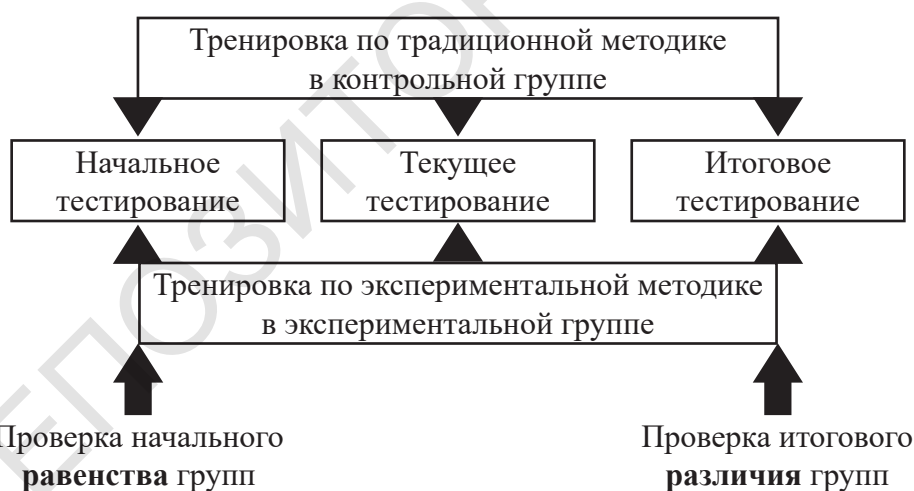 Тренировка по традиционной методике
в контрольной группе
Начальное
тестирование
Текущее
тестирование
Итоговое
тестирование
Тренировка по экспериментальной методике
в экспериментальной группе
Проверка начального
равенства групп
Проверка итогового
различия групп